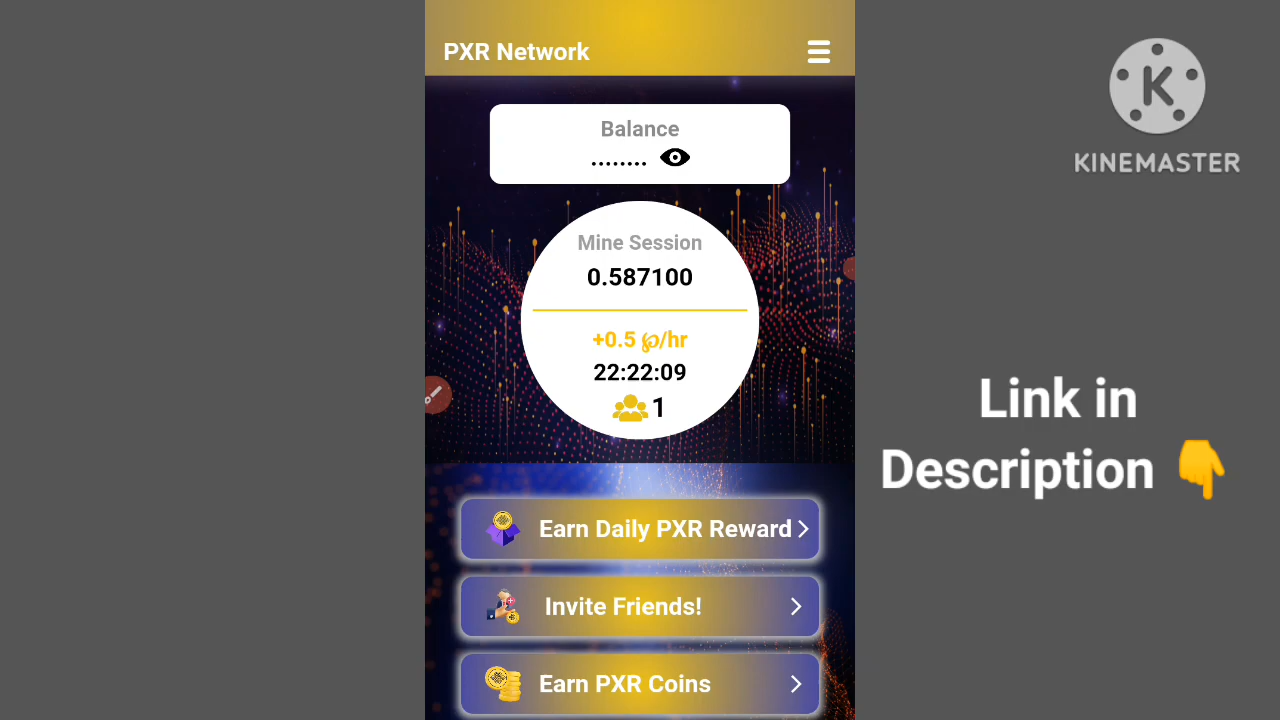 PXR Network
Balance
........
Mine Session
0.587100
+0.5 ℘/hr
22:22:09
1
Earn Daily PXR Reward
Invite Friends!
Earn PXR Coins
K
KINEMASTER
Link in
Description 👇